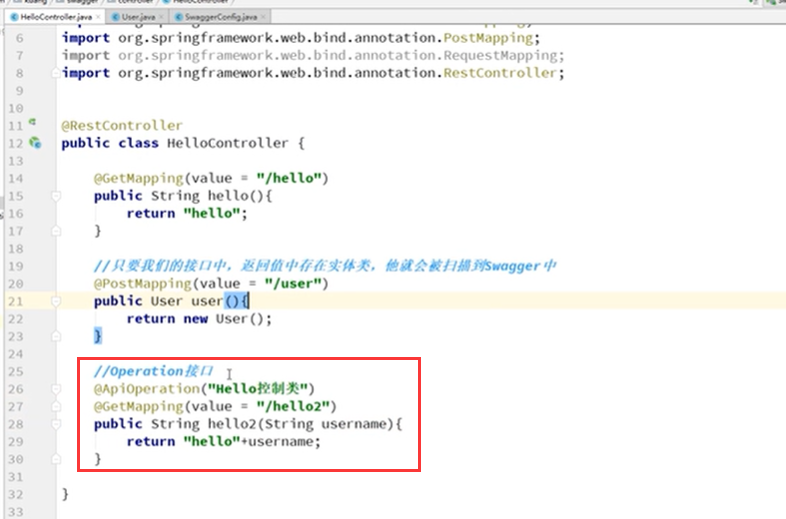 HelloController.java × User.java × SwaggerConfig.java ×
6 import org.springframework.web.bind.annotation.PostMapping;
7 import org.springframework.web.bind.annotation.RequestMapping;
8 import org.springframework.web.bind.annotation.RestController;
9
10
11 @RestController
12 public class HelloController {
13
14 @GetMapping(value = "/hello")
15 public String hello(){
16 return "hello";
17 }
18
19 //只要我们的接口中，返回值中存在实体类，他就会被扫描到Swagger中
20 @PostMapping(value = "/user")
21 public User user(){
22 return new User();
23 }
24
25 //Operation接口
26 @ApiOperation("Hello控制类")
27 @GetMapping(value = "/hello2")
28 public String hello2(String username){
29 return "hello"+username;
30 }
31
32 }
33